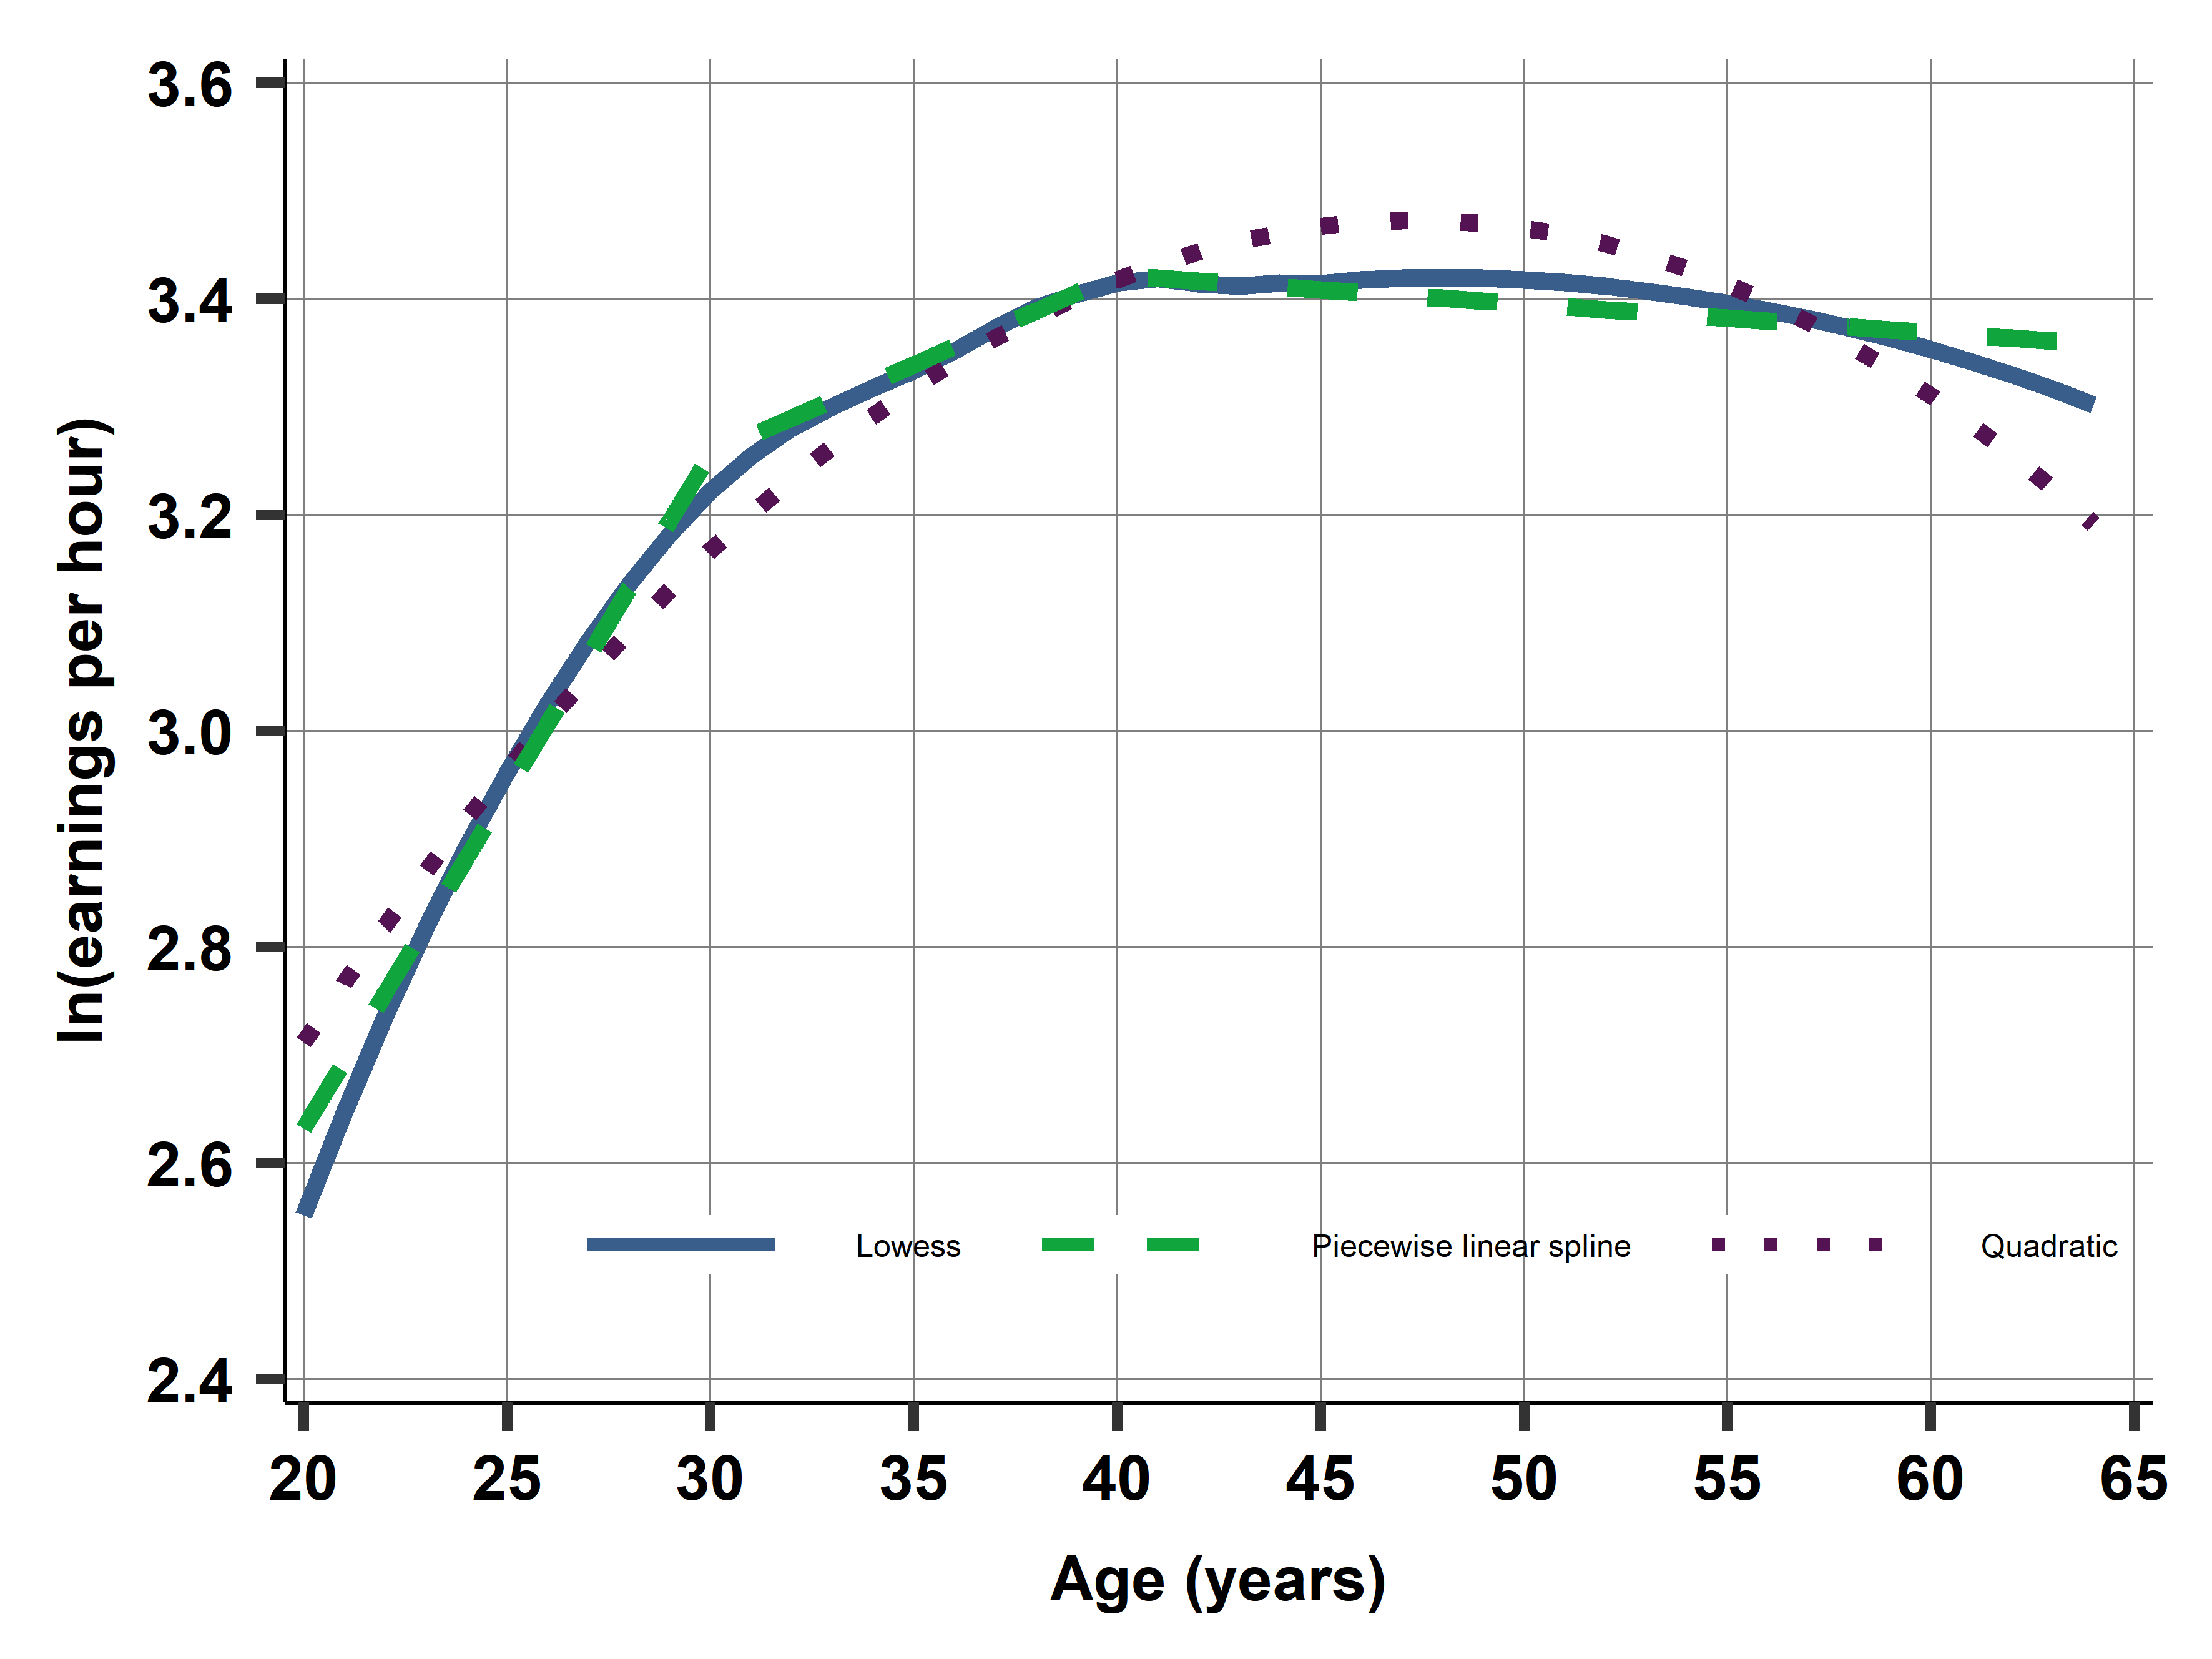 ln(earnings per hour)
3.6
3.4
3.2
3.0
2.8
2.6
2.4
Lowess Piecewise linear spline Quadratic
20 25 30 35 40 45 50 55 60 65
Age (years)